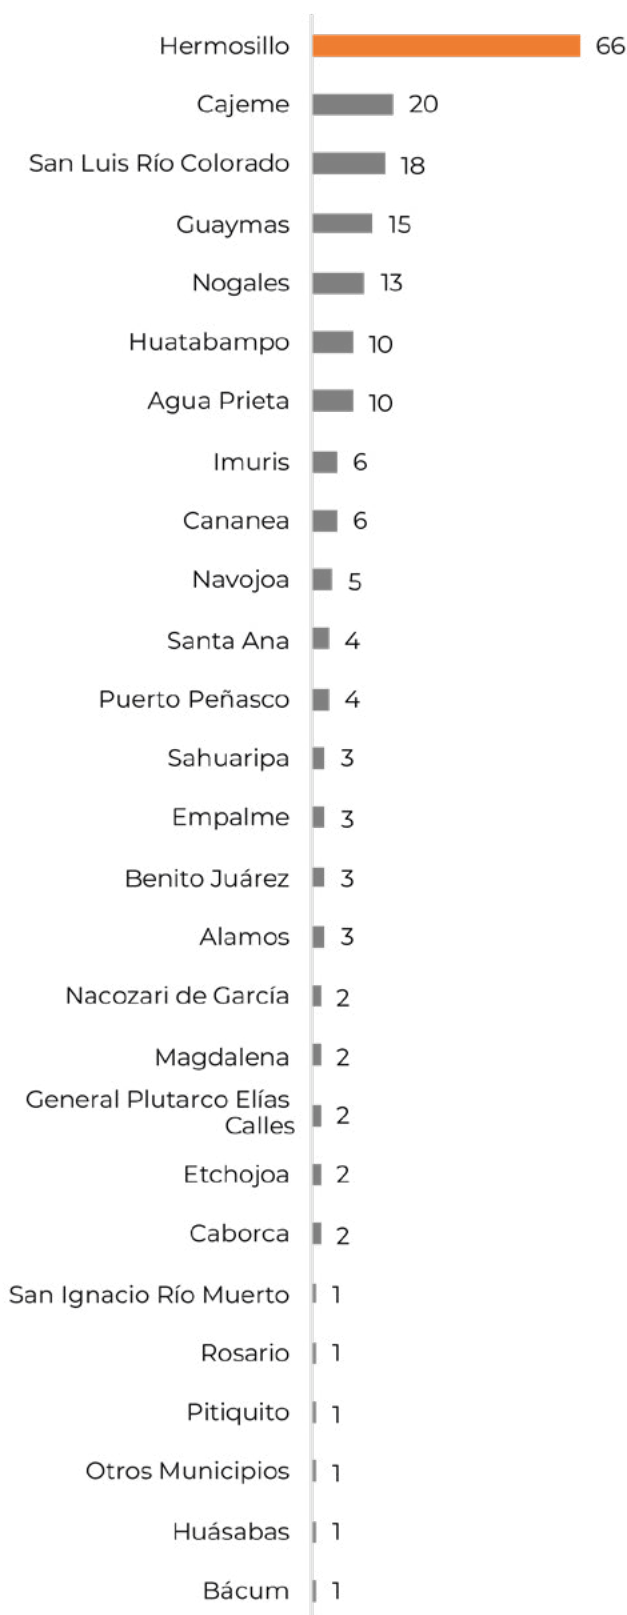 Hermosillo 66
Cajeme 20
San Luis Río Colorado 18
Guaymas 15
Nogales 13
Huatabampo 10
Agua Prieta 10
Imuris 6
Cananea 6
Navojoa 5
Santa Ana 4
Puerto Peñasco 4
Sahuaripa 3
Empalme 3
Benito Juárez 3
Alamos 3
Nacozari de García 2
Magdalena 2
General Plutarco Elías
Calles 2
Etchojoa 2
Caborca 2
San Ignacio Río Muerto 1
Rosario 1
Pitiquito 1
Otros Municipios 1
Huásabas 1
Bácum 1